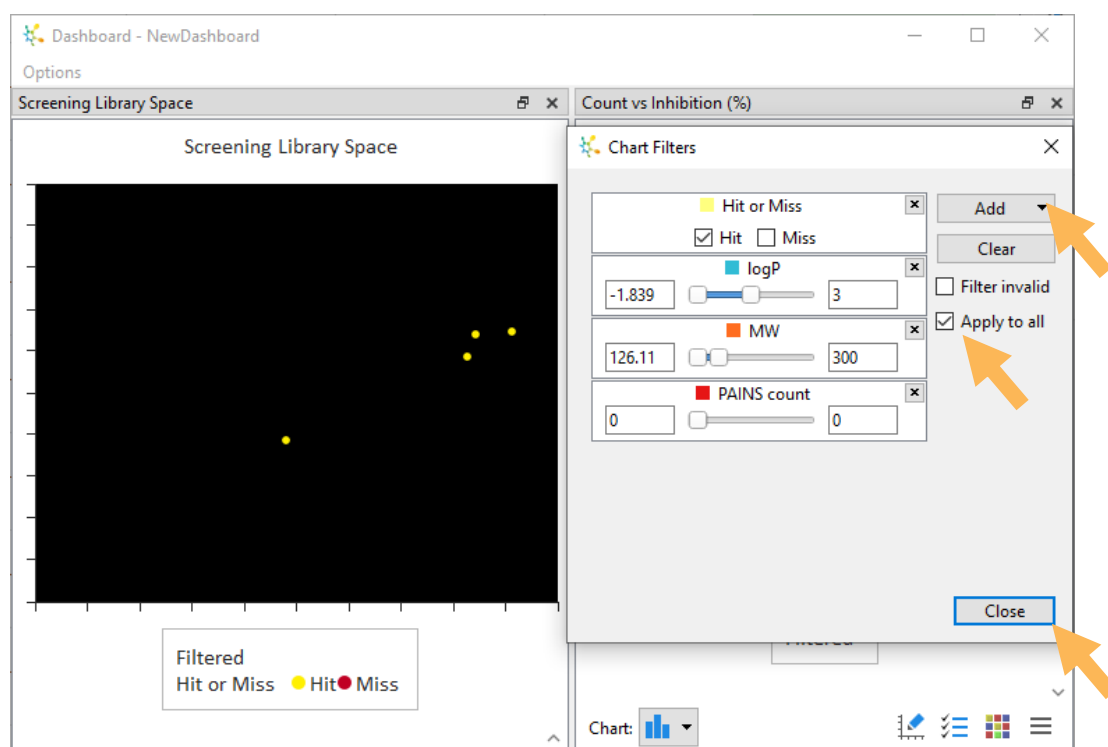 Dashboard - NewDashboard
Options
Screening Library Space
Count vs Inhibition (%)
Screening Library Space
Filtered
Hit or Miss Hit Miss
Chart Filters
Hit or Miss
Hit Miss
logP
-1.839 3
MW
126.11 300
PAINS count
0 0
Add
Clear
Filter invalid
Apply to all
Close
Filtered
Chart: